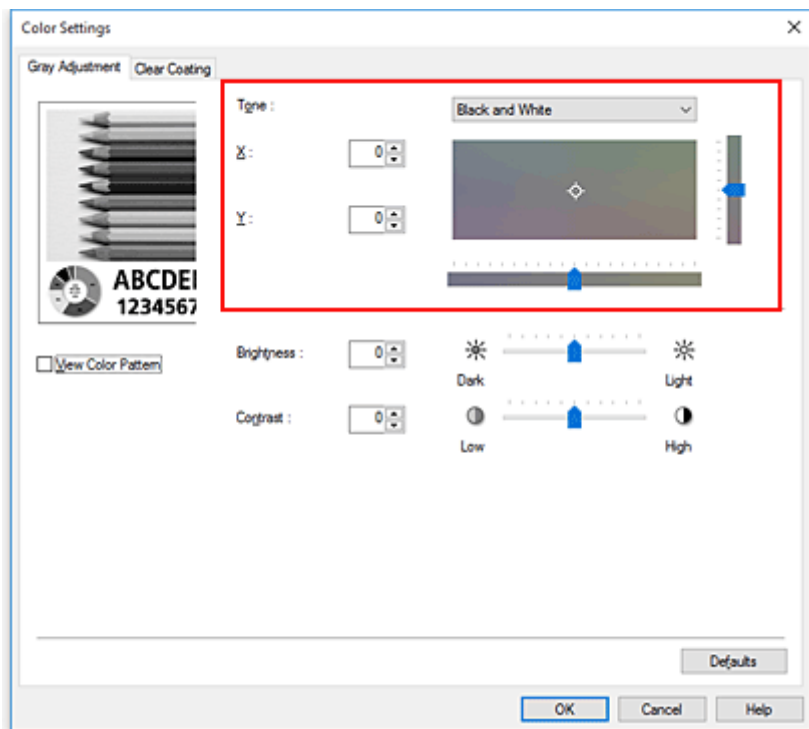 Color Settings
Gray Adjustment
Clear Coating
Tone :
Black and White
X :
0
Y :
0
ABCDEI
1234567
View Color Pattern
Brightness :
0
Dark
Light
Contrast :
0
Low
High
Defaults
OK
Cancel
Help